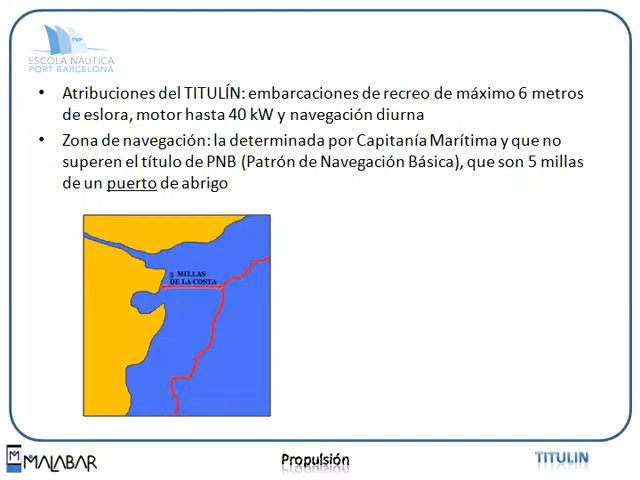 ESCOLA NÁUTICA
PORT BARCELONA
• Atribuciones del TITULÍN: embarcaciones de recreo de máximo 6 metros
de eslora, motor hasta 40 kW y navegación diurna
• Zona de navegación: la determinada por Capitanía Marítima y que no
superen el título de PNB (Patrón de Navegación Básica), que son 5 millas
de un puerto de abrigo
5 MILLAS
DE LA COSTA
MALABAR
Propulsión
TITULIN